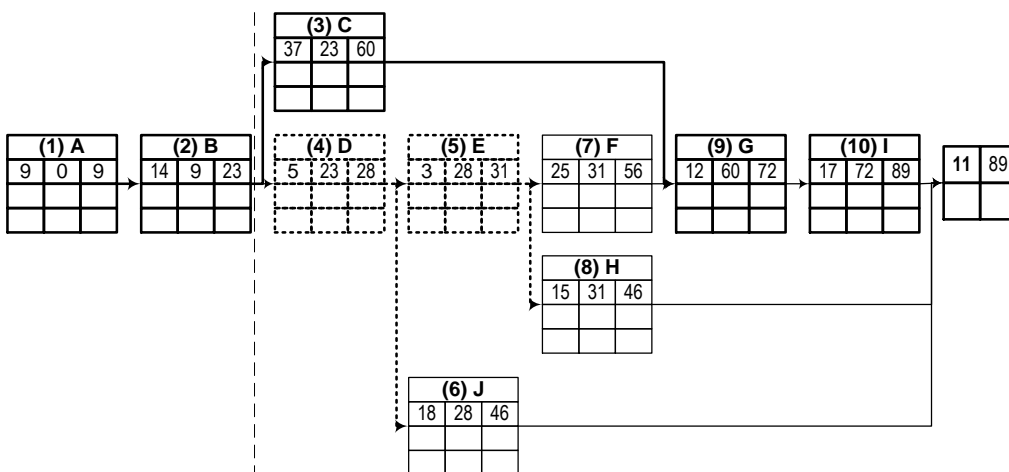 (3) C
37 23 60
(1) A
9 0 9
(2) B
14 9 23
(4) D
5 23 28
(5) E
3 28 31
(7) F
25 31 56
(9) G
12 60 72
(10) I
17 72 89
11 89
(8) H
15 31 46
(6) J
18 28 46